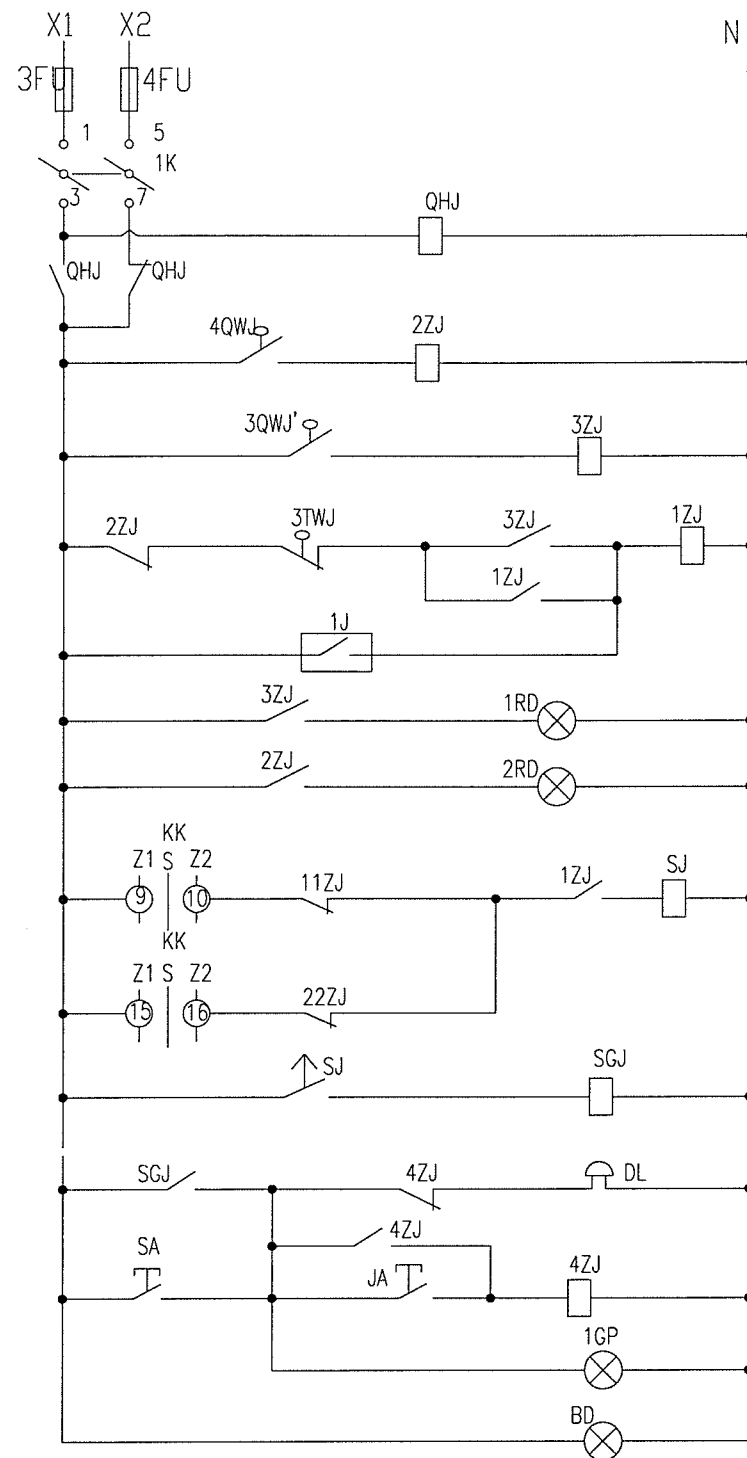 X1 X2 N
3FU 4FU
1 5
1K
3 7
QHJ
QHJ QHJ
4QWJ 2ZJ
3QWJ' 3ZJ
2ZJ 3TWJ 3ZJ 1ZJ
1ZJ
1J
3ZJ 1RD
2ZJ 2RD
KK
Z1 S Z2 11ZJ 1ZJ SJ
9 10
KK
Z1 S Z2 22ZJ
15 16
SJ SGJ
SGJ 4ZJ DL
4ZJ
SA JA 4ZJ
1GP
BD